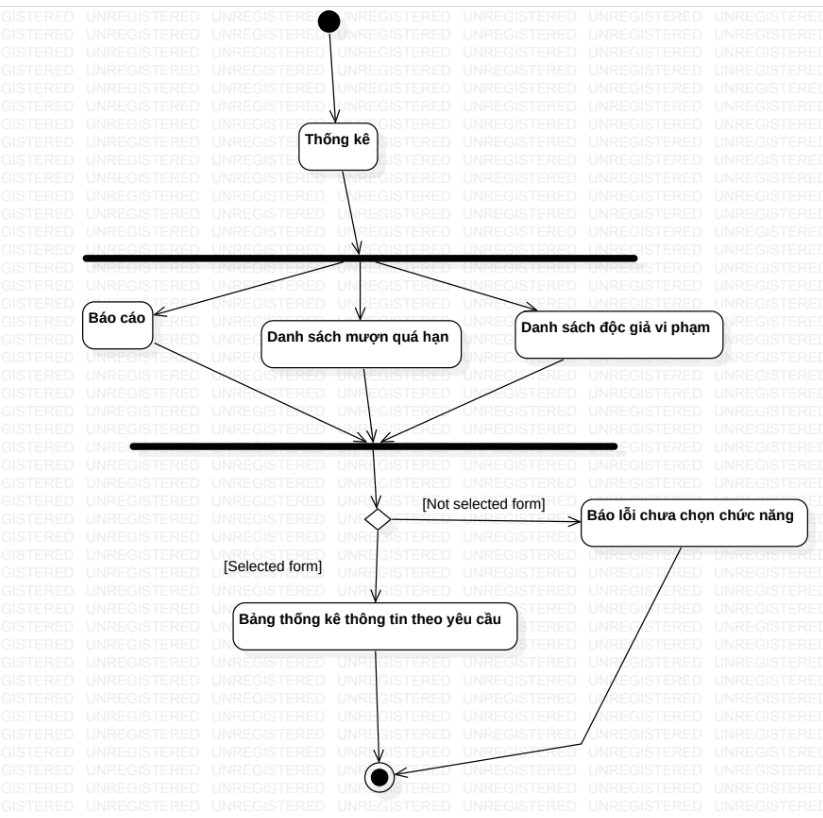 Thống kê
Báo cáo
Danh sách mượn quá hạn
Danh sách độc giả vi phạm
[Not selected form]
Báo lỗi chưa chọn chức năng
[Selected form]
Bảng thống kê thông tin theo yêu cầu
UNREGISTERED